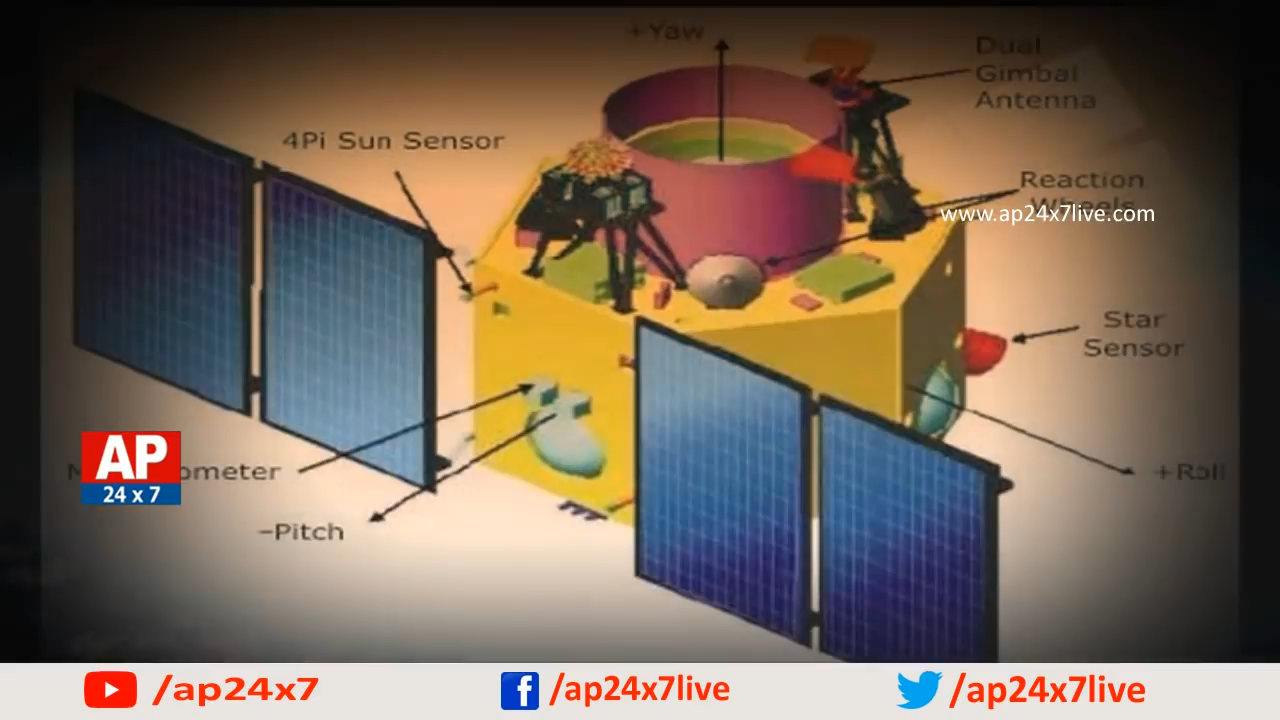 +Yaw
Dual
Gimbal
Antenna
4Pi Sun Sensor
Reaction
Wheels
www.ap24x7live.com
Star
Sensor
AP
24 x 7
+Roll
-Pitch
/ap24x7
/ap24x7live
/ap24x7live